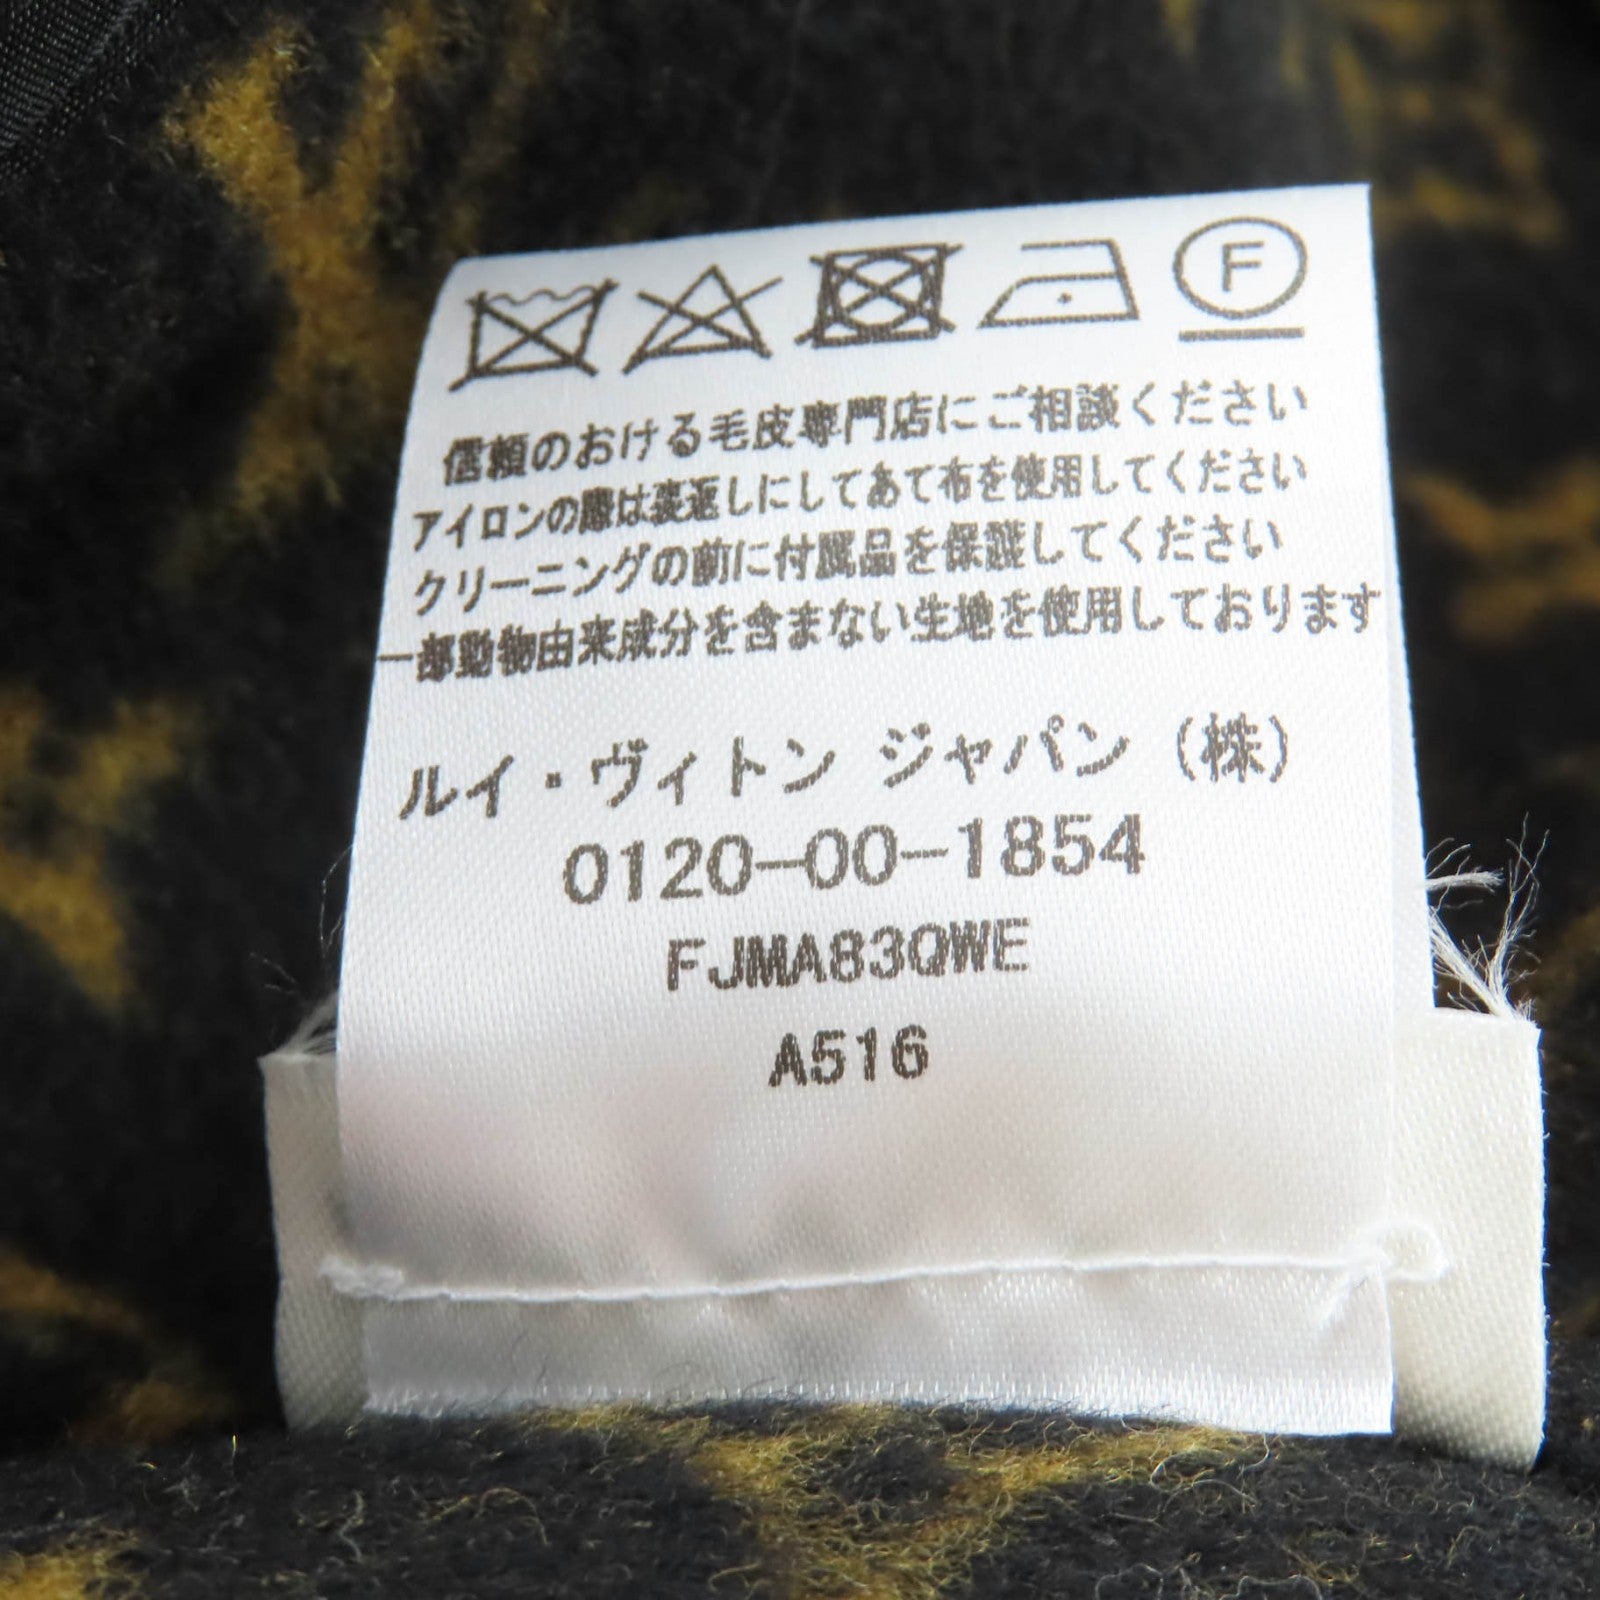 F
信頼のおける毛皮専門店にご相談ください
アイロンの際は裏返しにしてあて布を使用してください
クリーニングの前に付属品を保護してください
一部動物由来成分を含まない生地を使用しております
ルイ・ヴィトン ジャパン (株)
0120-00-1854
FJMA83QWE
A516